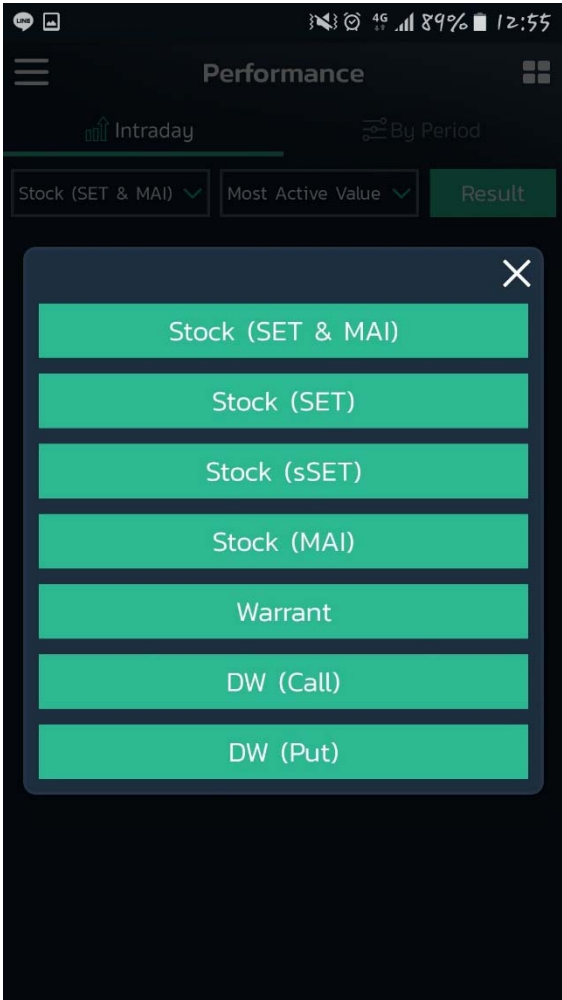 LINE
4G 89% 12:55
Performance
Intraday By Period
Stock (SET & MAI) Most Active Value Result
Stock (SET & MAI)
Stock (SET)
Stock (sSET)
Stock (MAI)
Warrant
DW (Call)
DW (Put)